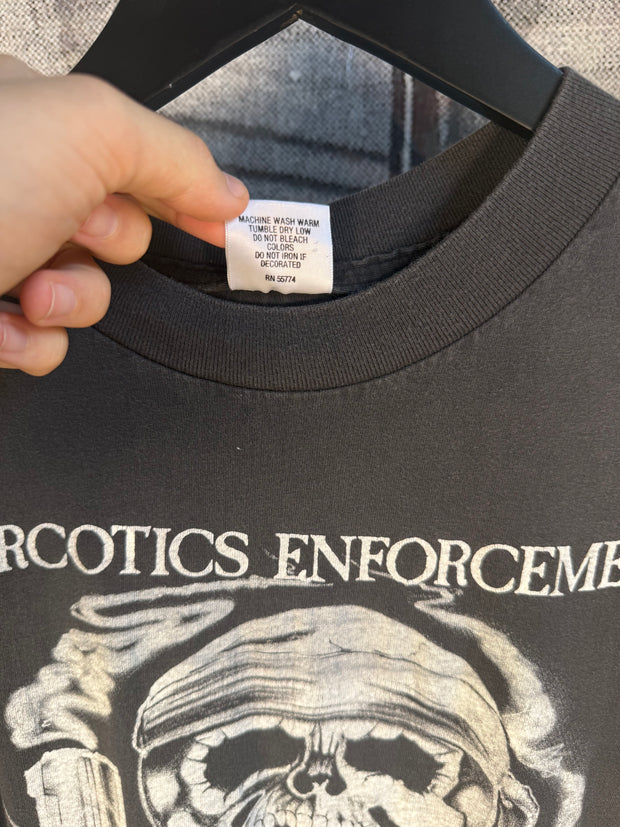 MACHINE WASH WARM
TUMBLE DRY LOW
DO NOT BLEACH
COLORS
DO NOT IRON IF
DECORATED
RN 55774
RCOTICS ENFORCEME